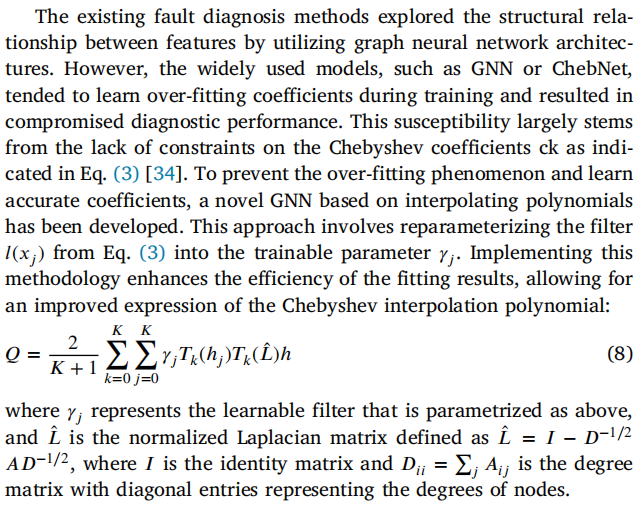 The existing fault diagnosis methods explored the structural rela-
tionship between features by utilizing graph neural network architec-
tures. However, the widely used models, such as GNN or ChebNet,
tended to learn over-fitting coefficients during training and resulted in
compromised diagnostic performance. This susceptibility largely stems
from the lack of constraints on the Chebyshev coefficients ck as indi-
cated in Eq. (3) [34]. To prevent the over-fitting phenomenon and learn
accurate coefficients, a novel GNN based on interpolating polynomials
has been developed. This approach involves reparameterizing the filter
l(x_j) from Eq. (3) into the trainable parameter γ_j. Implementing this
methodology enhances the efficiency of the fitting results, allowing for
an improved expression of the Chebyshev interpolation polynomial:
Q = \frac{2}{K+1} \sum_{k=0}^{K} \sum_{j=0}^{K} γ_j T_k(h_j) T_k(\hat{L}) h (8)
where γ_j represents the learnable filter that is parametrized as above,
and \hat{L} is the normalized Laplacian matrix defined as \hat{L} = I − D^{−1/2}
AD^{−1/2}, where I is the identity matrix and D_{ii} = \sum_j A_{ij} is the degree
matrix with diagonal entries representing the degrees of nodes.